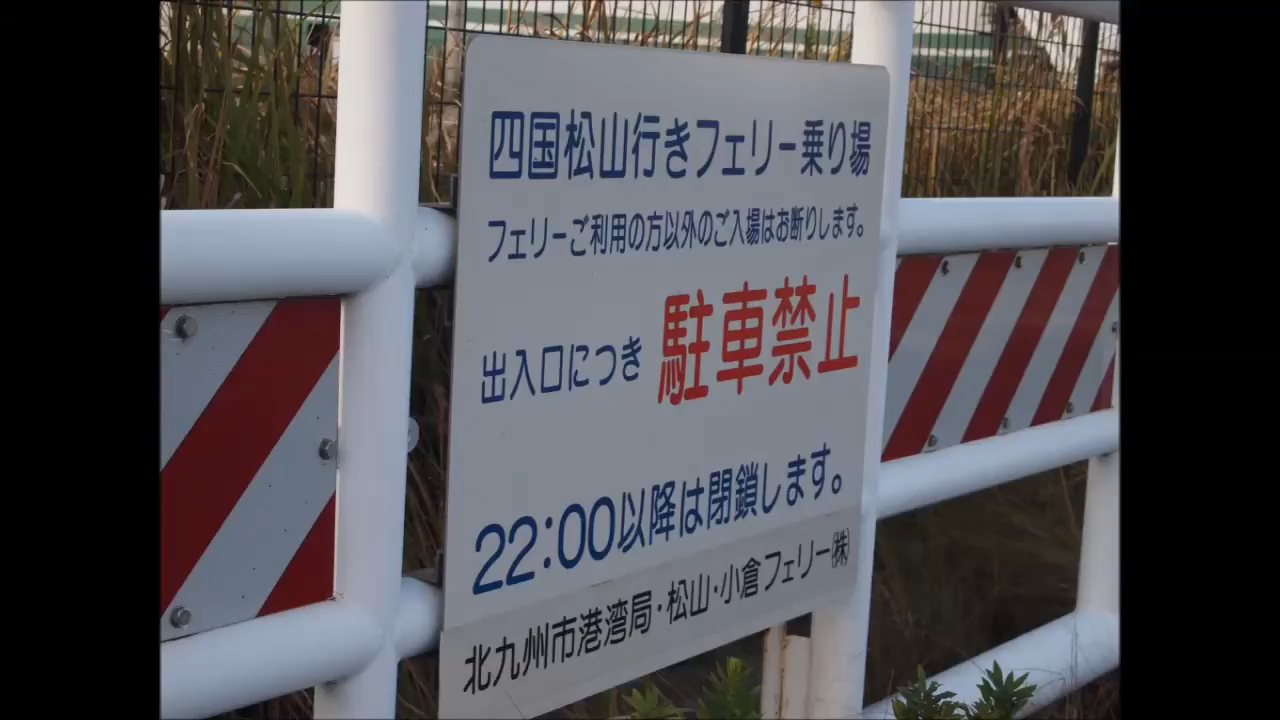 四国松山行きフェリー乗り場
フェリーご利用の方以外のご入場はお断りします。
出入口につき 駐車禁止
22:00以降は閉鎖します。
北九州市港湾局・松山・小倉フェリー㈱